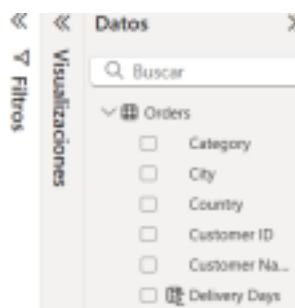 Filtros
Visualizaciones
Datos
Buscar
Orders
Category
City
Country
Customer ID
Customer Na...
Delivery Days